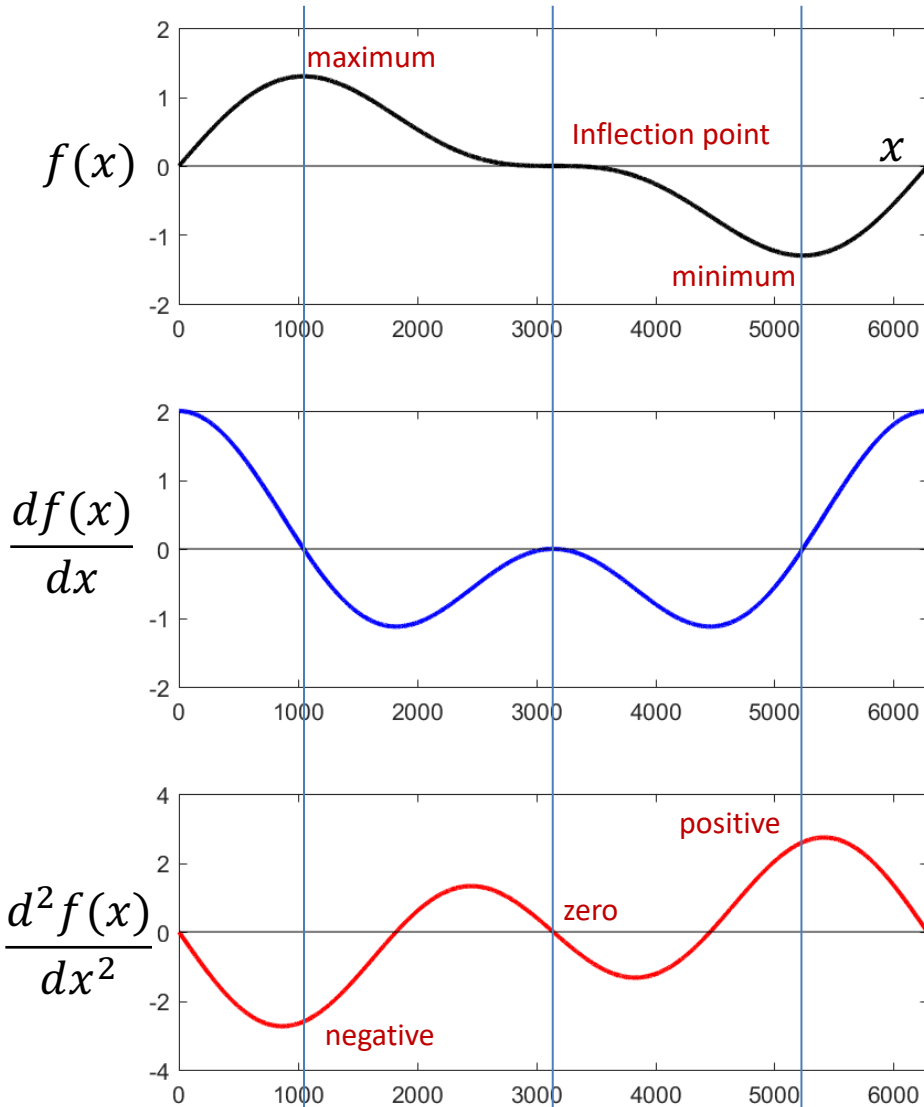 2
maximum
1
Inflection point
f(x)
0
x
-1
minimum
-2
0 1000 2000 3000 4000 5000 6000
2
1
df(x)
dx
0
-1
-2
0 1000 2000 3000 4000 5000 6000
4
positive
2
zero
d²f(x)
dx²
0
-2
negative
-4
0 1000 2000 3000 4000 5000 6000